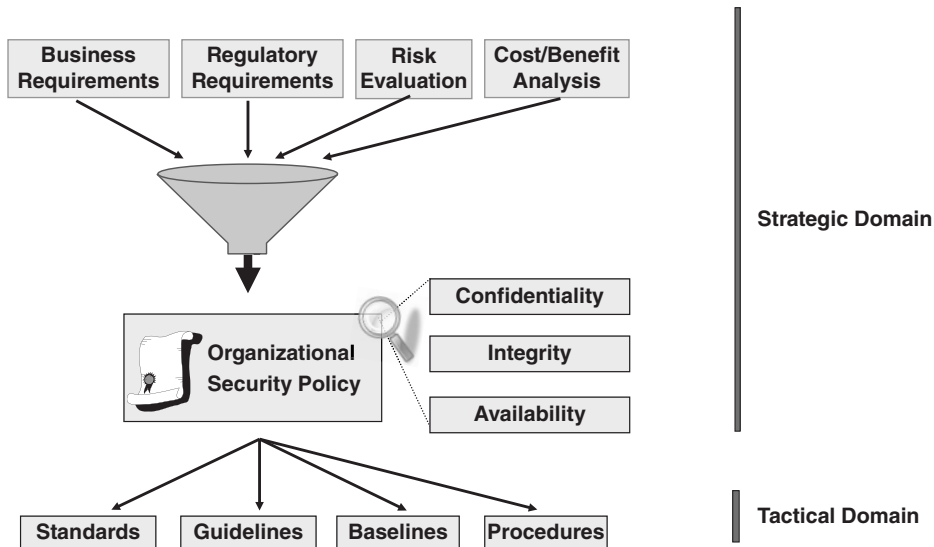 Business
Requirements
Regulatory
Requirements
Risk
Evaluation
Cost/Benefit
Analysis
Strategic Domain
Confidentiality
Organizational
Security Policy
Integrity
Availability
Standards
Guidelines
Baselines
Procedures
Tactical Domain